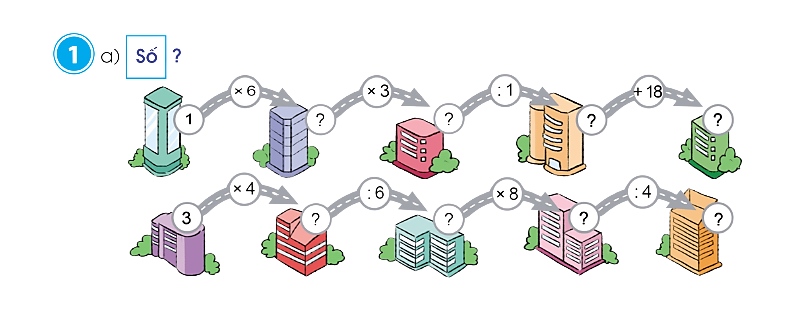 1 a) Số ?
1 × 6 ? × 3 ? : 1 ? + 18 ?
3 × 4 ? : 6 ? × 8 ? : 4 ?